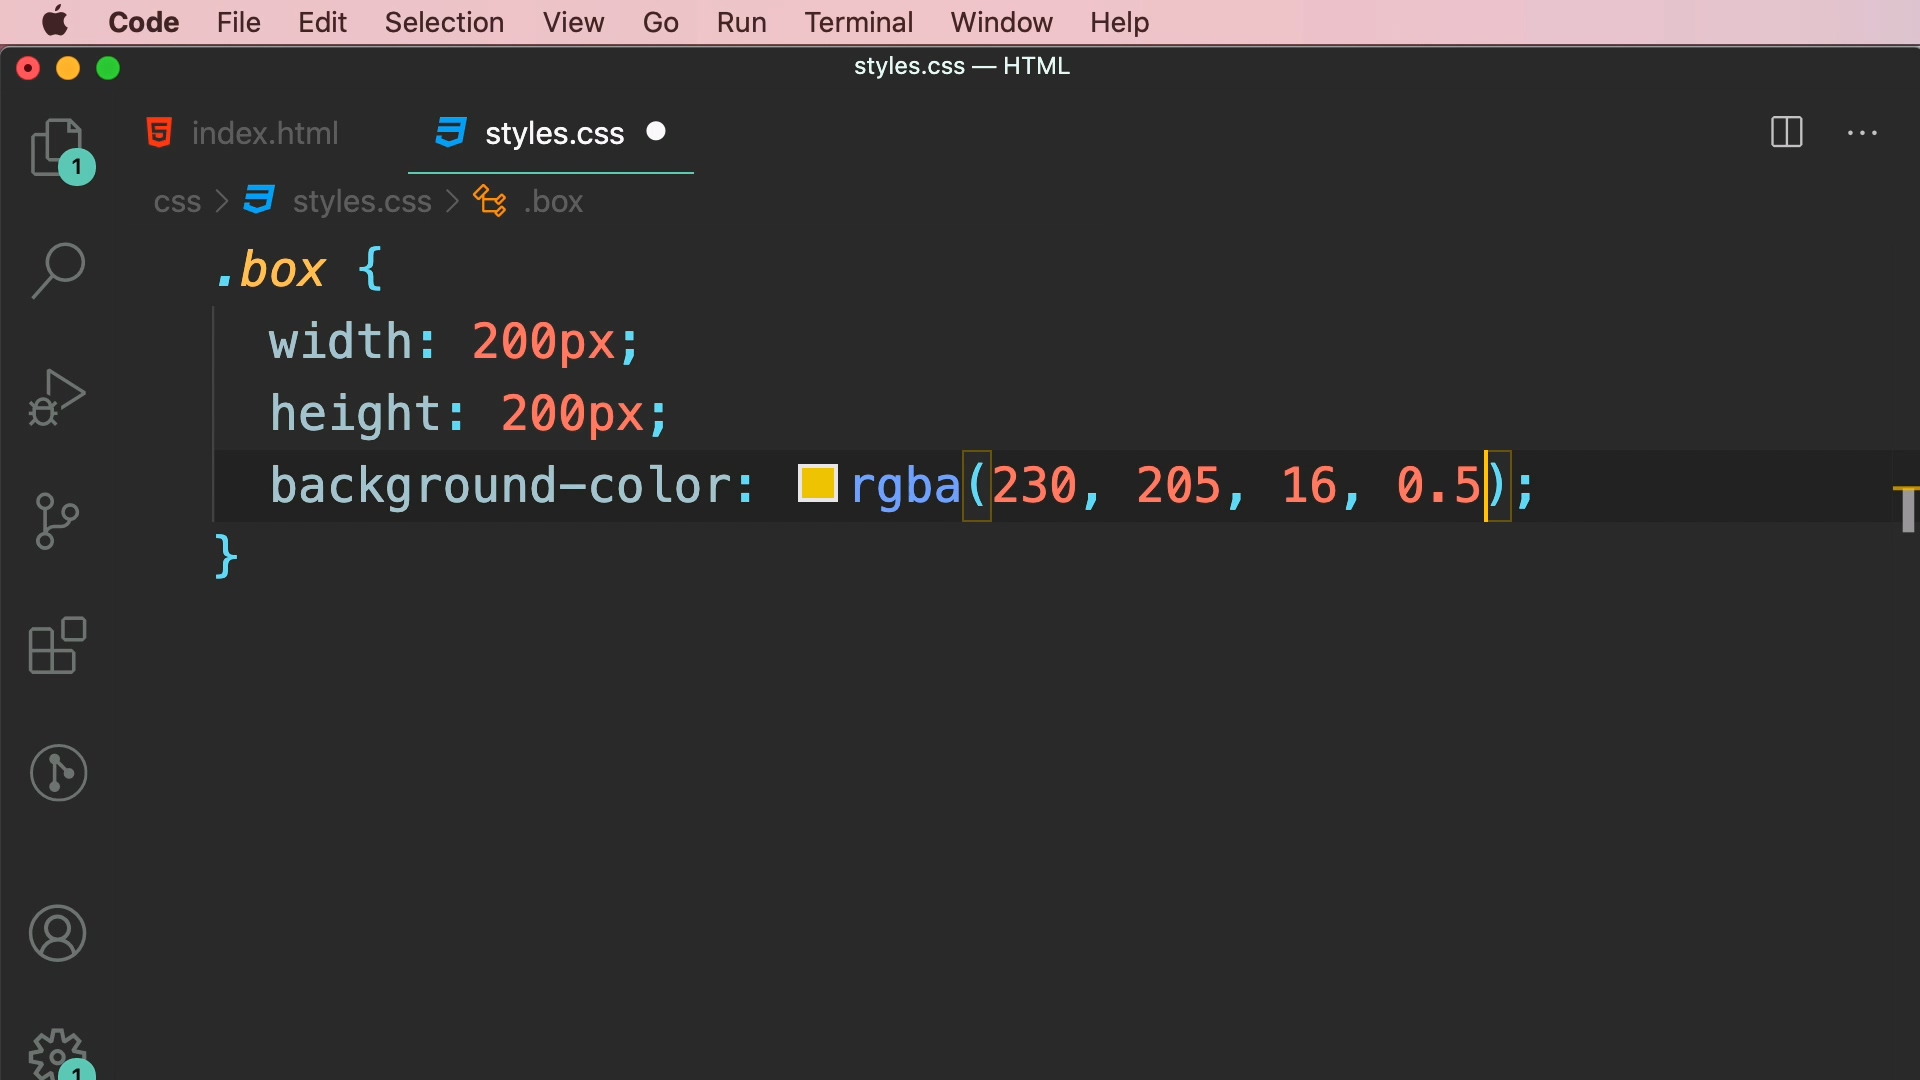 Code File Edit Selection View Go Run Terminal Window Help
styles.css — HTML
index.html styles.css
1
css > styles.css > .box
.box {
width: 200px;
height: 200px;
background-color: rgba(230, 205, 16, 0.5);
}
1